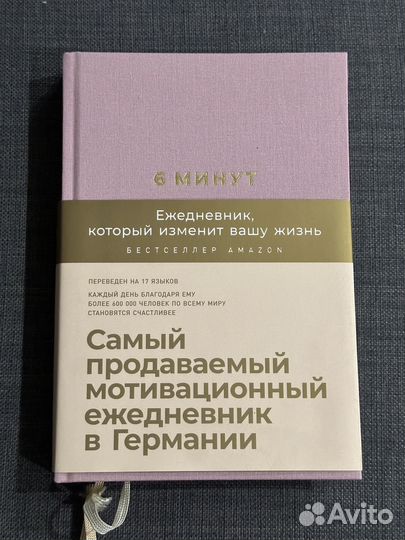 6 МИНУТ
Ежедневник,
который изменит вашу жизнь
БЕСТСЕЛЛЕР AMAZON
ПЕРЕВЕДЕН НА 17 ЯЗЫКОВ
КАЖДЫЙ ДЕНЬ БЛАГОДАРЯ ЕМУ
БОЛЕЕ 600 000 ЧЕЛОВЕК ПО ВСЕМУ МИРУ
СТАНОВЯТСЯ СЧАСТЛИВЕЕ
Самый
продаваемый
мотивационный
ежедневник
в Германии
Avito